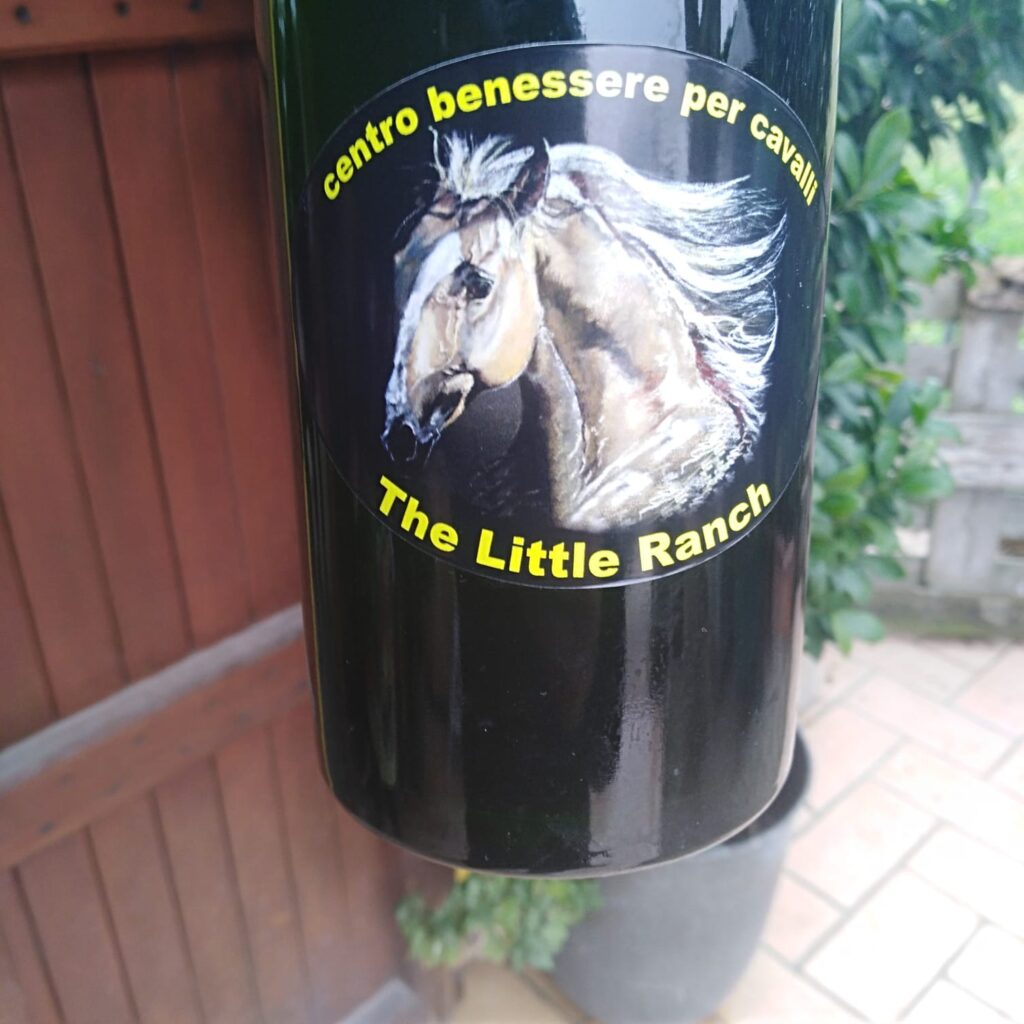 centro benessere per cavalli
The Little Ranch